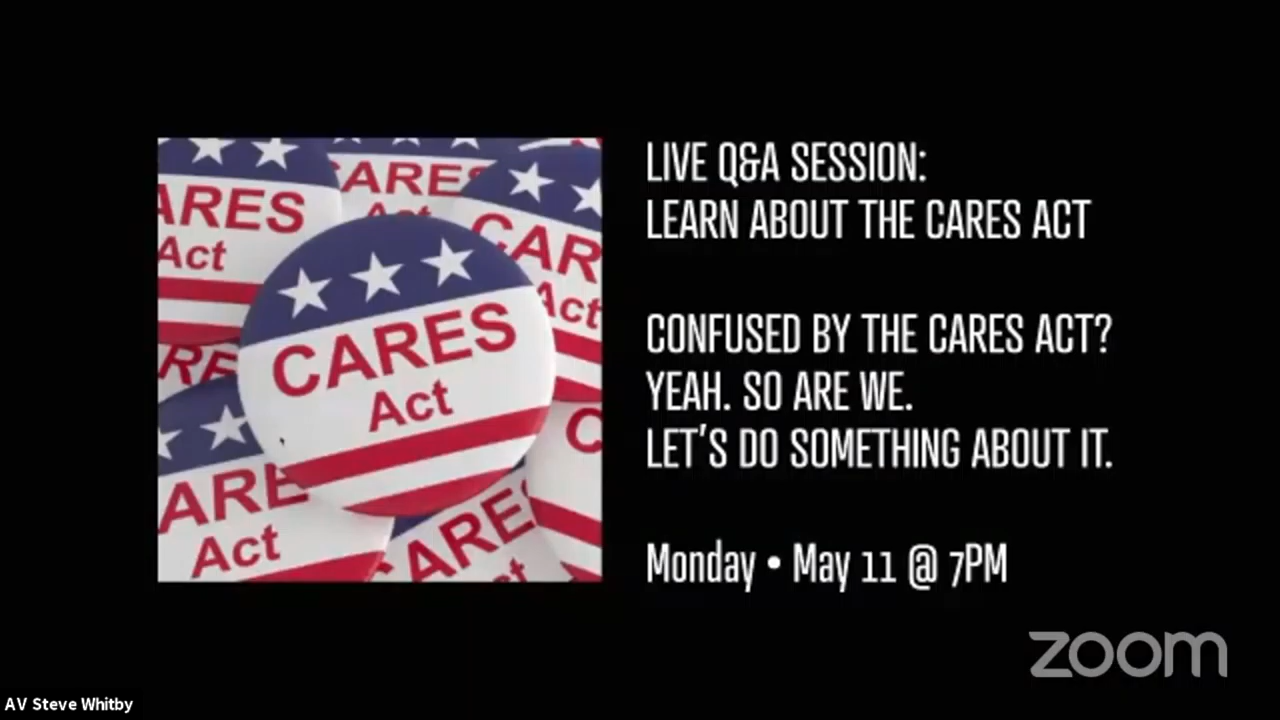 ARES
Act
CARES
Act
CAR
Act
CARES
Act
ARE
Act
CARES
LIVE Q&A SESSION:
LEARN ABOUT THE CARES ACT
CONFUSED BY THE CARES ACT?
YEAH. SO ARE WE.
LET'S DO SOMETHING ABOUT IT.
Monday • May 11 @ 7PM
zoom
AV Steve Whitby